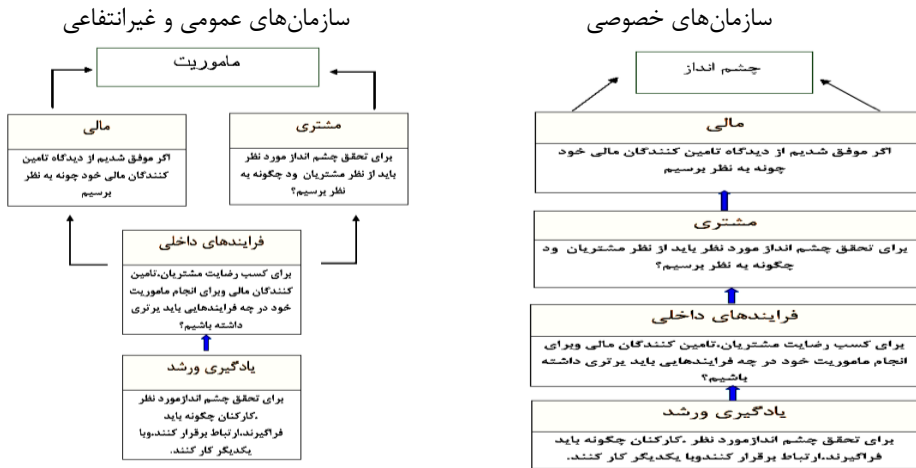 سازمان‌های خصوصی
چشم انداز
مالی
اگر موفق شدیم از دیدگاه تامین کنندگان مالی خود
چونه به نظر برسیم
مشتری
برای تحقق چشم انداز مورد نظر باید از نظر مشتریان ود
چگونه به نظر برسیم؟
فرایندهای داخلی
برای کسب رضایت مشتریان،تامین کنندگان مالی وبرای
انجام ماموریت خود در چه فرایندهایی باید برتری داشته
باشیم؟
یادگیری ورشد
برای تحقق چشم اندازمورد نظر ،کارکنان چگونه باید
فراگیرند،ارتباط برقرار کنندوبا یکدیگر کار کنند.
سازمان‌های عمومی و غیرانتفاعی
ماموریت
مشتری
برای تحقق چشم انداز مورد نظر
باید از نظر مشتریان ود چگونه به
نظر برسیم؟
مالی
اگر موفق شدیم از دیدگاه تامین
کنندگان مالی خود چونه به نظر
برسیم
فرایندهای داخلی
برای کسب رضایت مشتریان،تامین
کنندگان مالی وبرای انجام ماموریت
خود در چه فرایندهایی باید برتری
داشته باشیم؟
یادگیری ورشد
برای تحقق چشم اندازمورد نظر
،کارکنان چگونه باید
فراگیرند،ارتباط برقرار کنند،وبا
یکدیگر کار کنند.